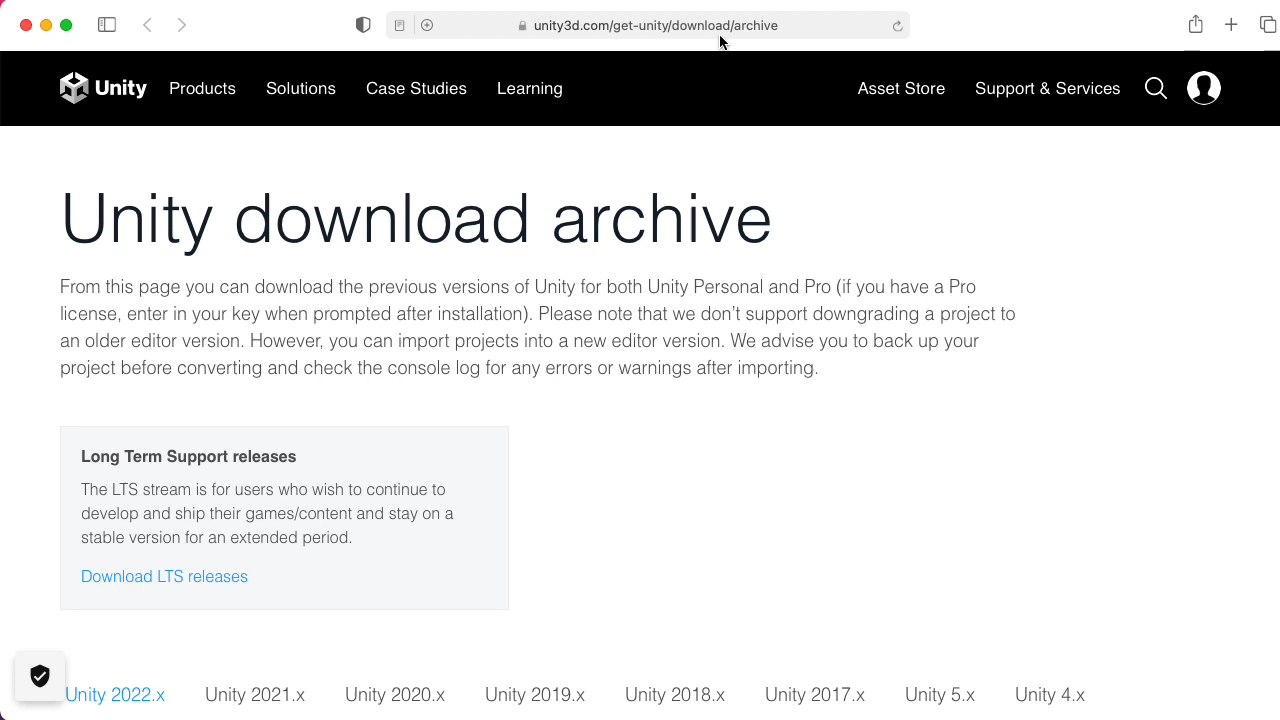 unity3d.com/get-unity/download/archive
Unity Products Solutions Case Studies Learning Asset Store Support & Services
Unity download archive
From this page you can download the previous versions of Unity for both Unity Personal and Pro (if you have a Pro
license, enter in your key when prompted after installation). Please note that we don’t support downgrading a project to
an older editor version. However, you can import projects into a new editor version. We advise you to back up your
project before converting and check the console log for any errors or warnings after importing.
Long Term Support releases
The LTS stream is for users who wish to continue to
develop and ship their games/content and stay on a
stable version for an extended period.
Download LTS releases
Unity 2022.x Unity 2021.x Unity 2020.x Unity 2019.x Unity 2018.x Unity 2017.x Unity 5.x Unity 4.x